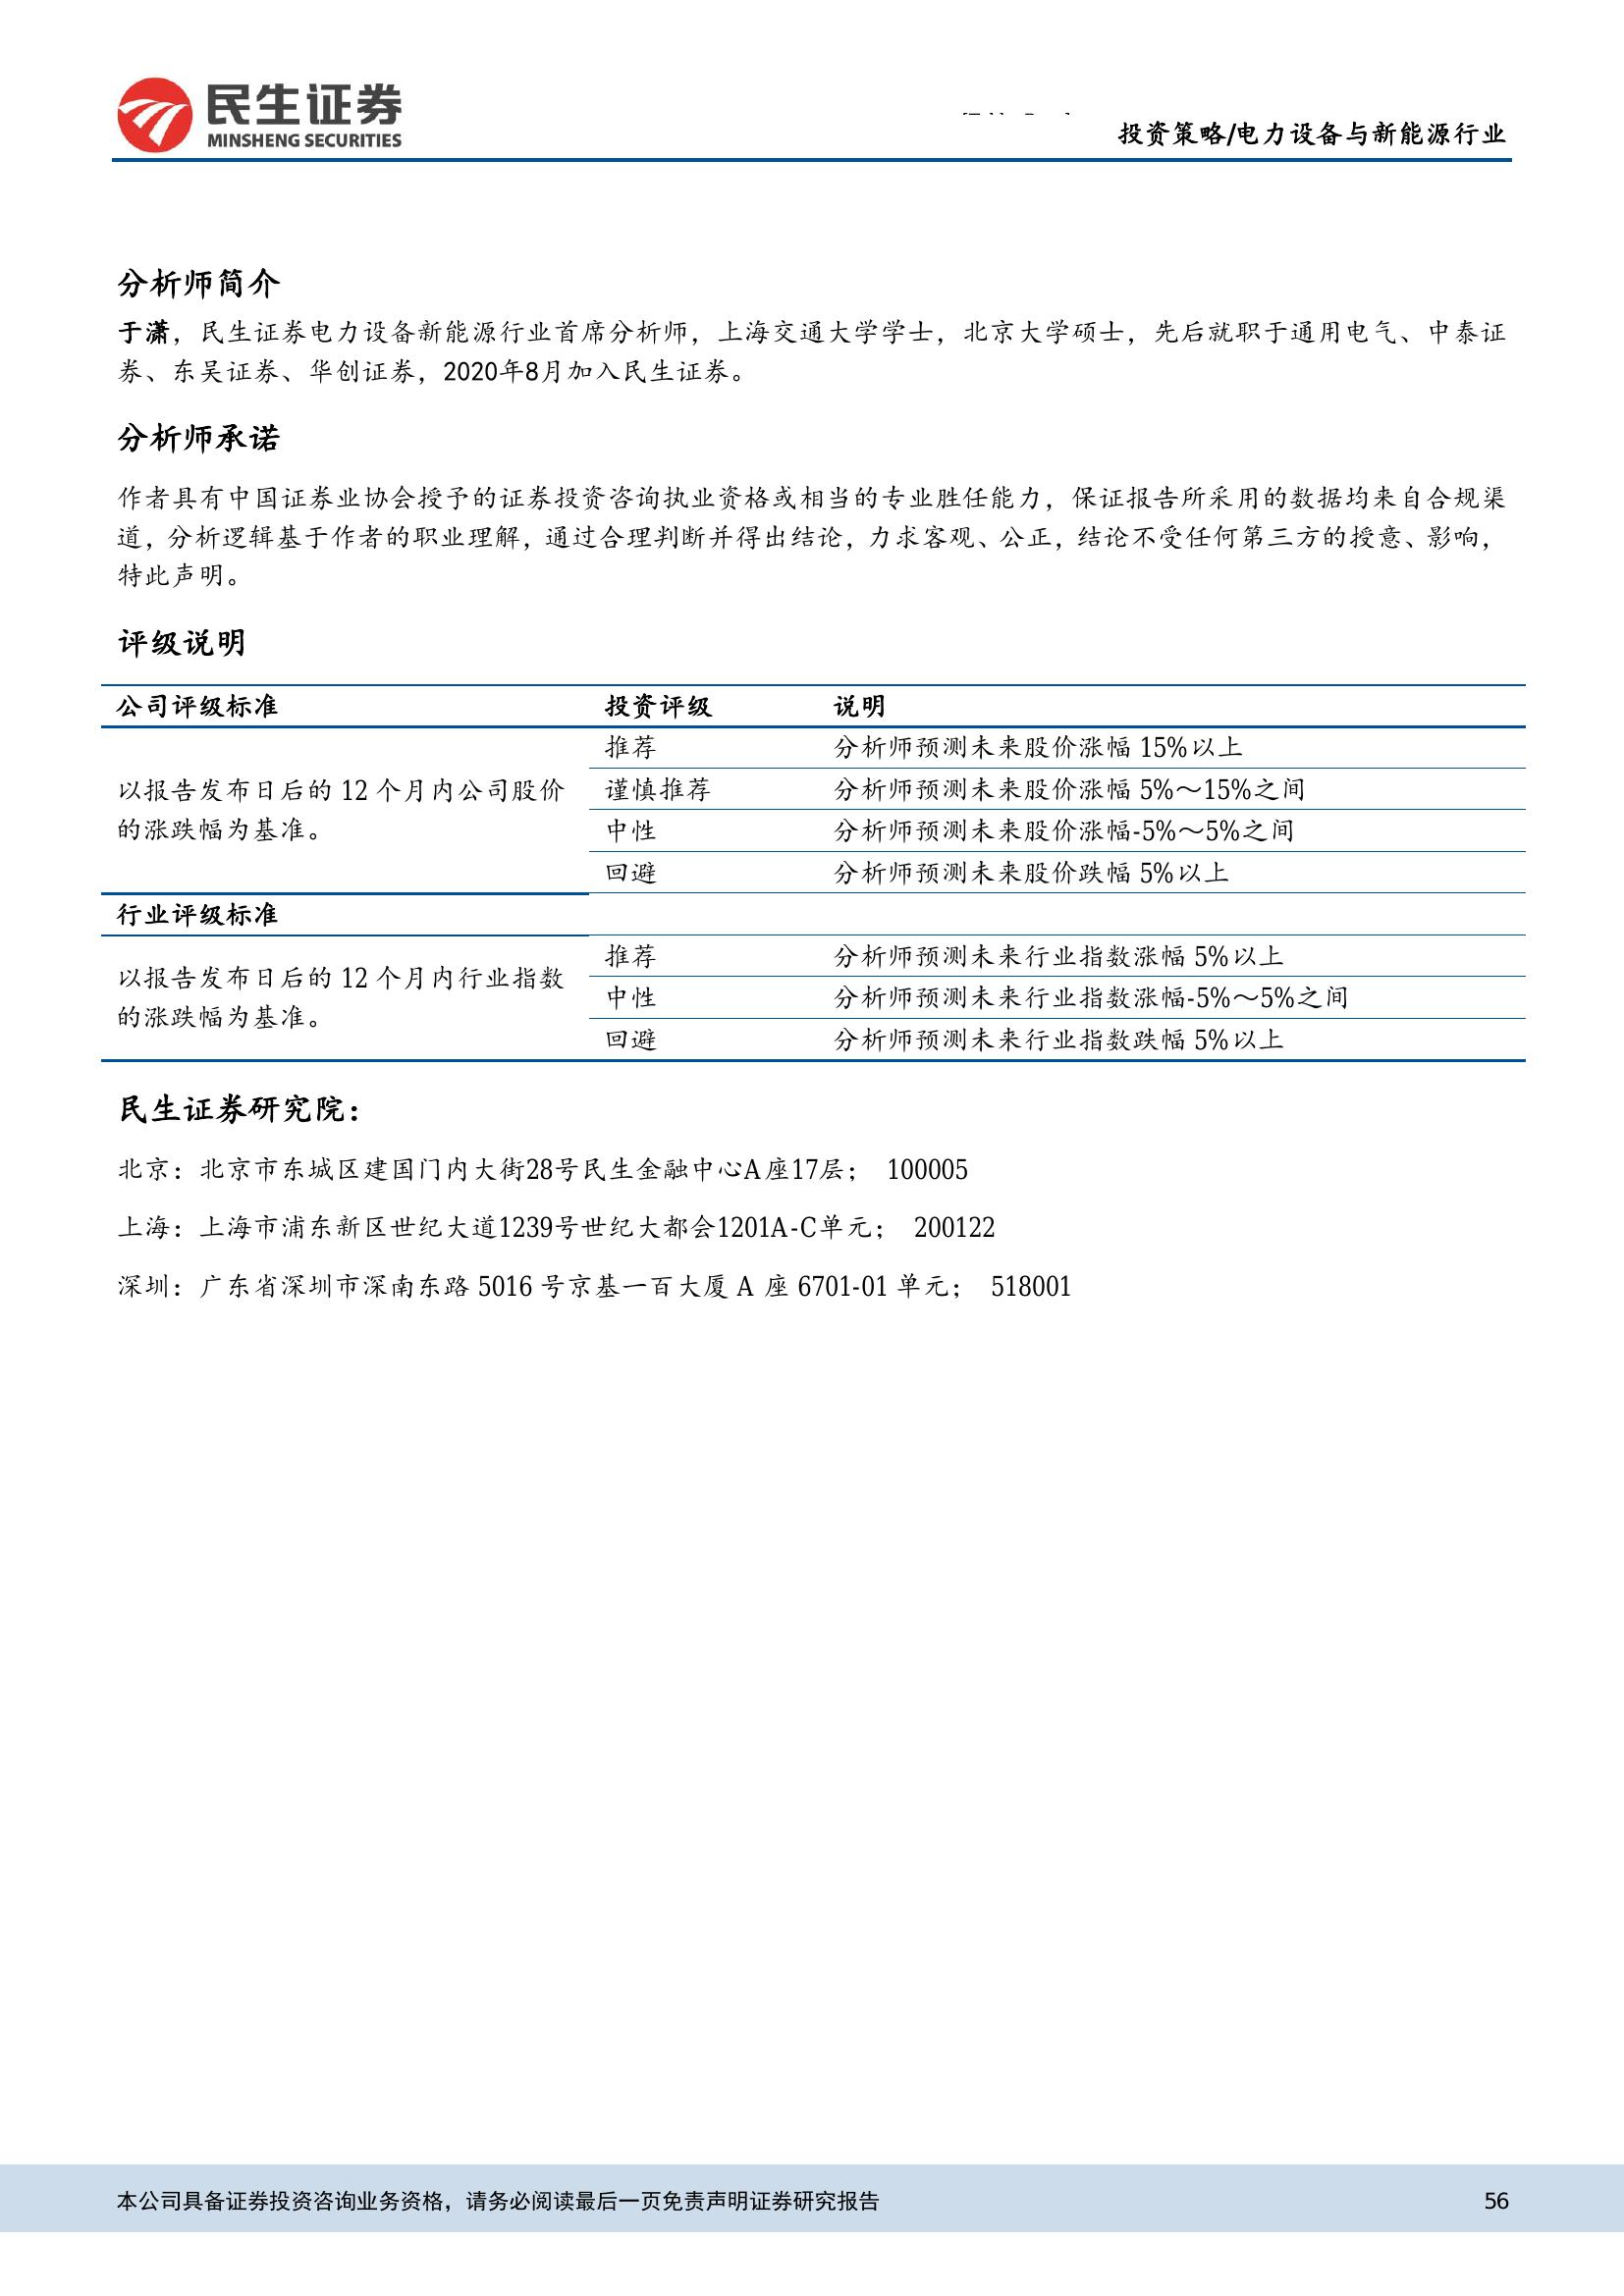 民生证券
MINSHENG SECURITIES
投资策略/电力设备与新能源行业
分析师简介
于潇，民生证券电力设备新能源行业首席分析师，上海交通大学学士，北京大学硕士，先后就职于通用电气、中泰证
券、东吴证券、华创证券，2020年8月加入民生证券。
分析师承诺
作者具有中国证券业协会授予的证券投资咨询执业资格或相当的专业胜任能力，保证报告所采用的数据均来自合规渠
道，分析逻辑基于作者的职业理解，通过合理判断并得出结论，力求客观、公正，结论不受任何第三方的授意、影响，
特此声明。
评级说明
公司评级标准 投资评级 说明
以报告发布日后的 12 个月内公司股价
的涨跌幅为基准。
推荐 分析师预测未来股价涨幅 15%以上
谨慎推荐 分析师预测未来股价涨幅 5%～15%之间
中性 分析师预测未来股价涨幅-5%～5%之间
回避 分析师预测未来股价跌幅 5%以上
行业评级标准
以报告发布日后的 12 个月内行业指数
的涨跌幅为基准。
推荐 分析师预测未来行业指数涨幅 5%以上
中性 分析师预测未来行业指数涨幅-5%～5%之间
回避 分析师预测未来行业指数跌幅 5%以上
民生证券研究院：
北京：北京市东城区建国门内大街28号民生金融中心A座17层； 100005
上海：上海市浦东新区世纪大道1239号世纪大都会1201A-C单元； 200122
深圳：广东省深圳市深南东路 5016 号京基一百大厦 A 座 6701-01 单元； 518001
本公司具备证券投资咨询业务资格，请务必阅读最后一页免责声明证券研究报告 56